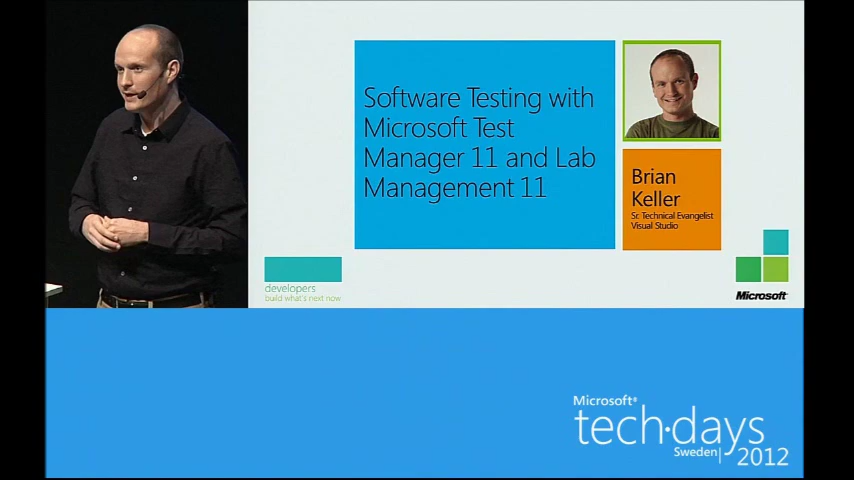 Software Testing with
Microsoft Test
Manager 11 and Lab
Management 11
Brian
Keller
Sr. Technical Evangelist
Visual Studio
developers
build what's next now.
Microsoft
Microsoft®
tech·days
Sweden
2012